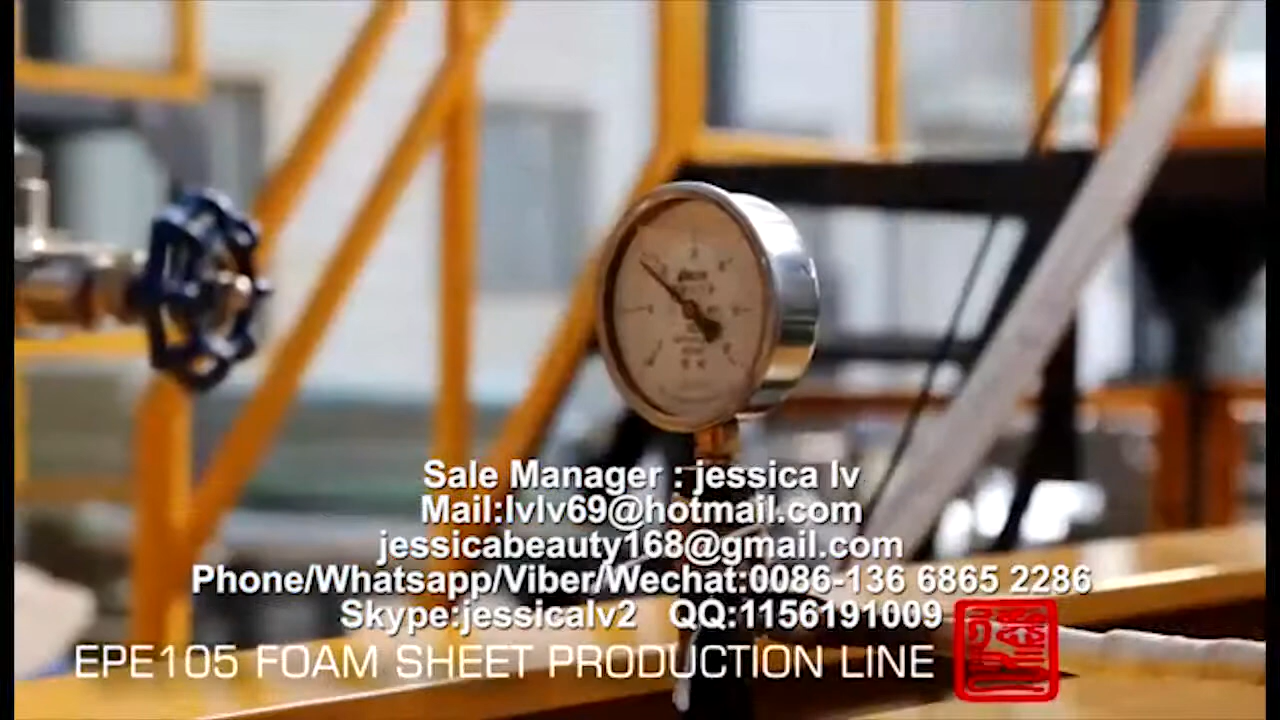 Sale Manager : jessica lv
Mail:lvlv69@hotmail.com
jessicabeauty168@gmail.com
Phone/Whatsapp/Viber/Wechat:0086-136 6865 2286
Skype:jessicalv2 QQ:1156191009
EPE105 FOAM SHEET PRODUCTION LINE